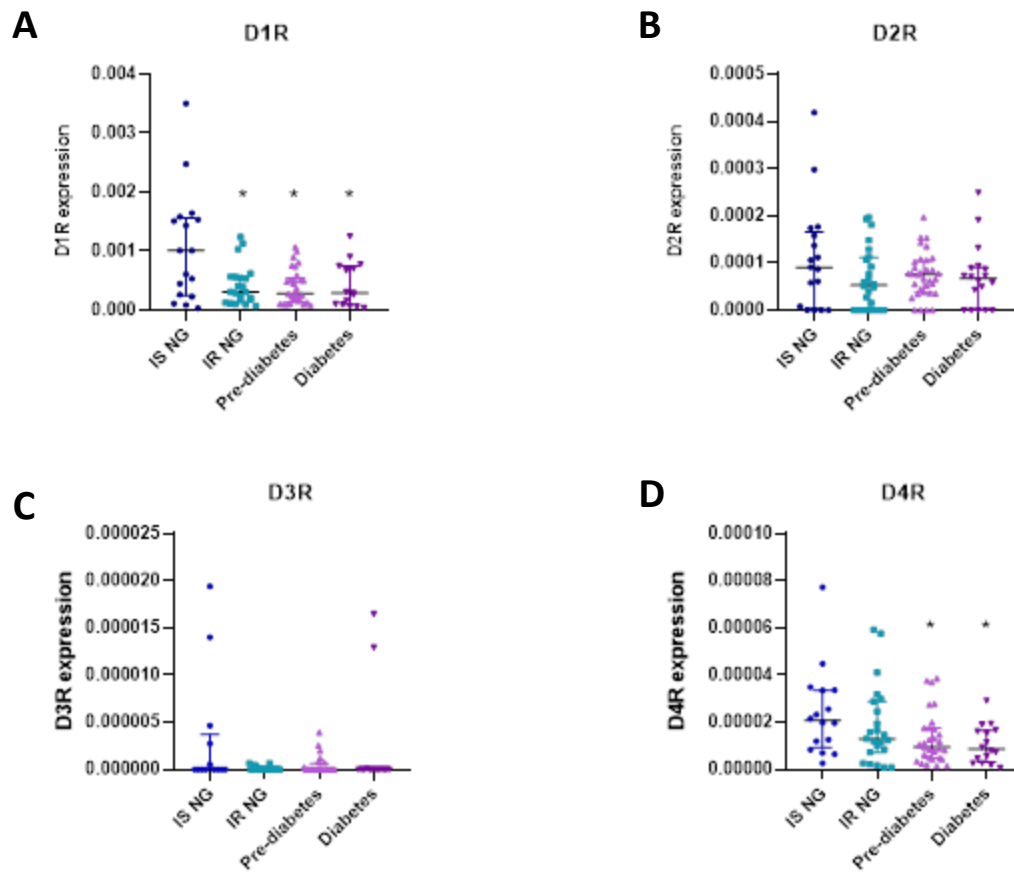 A
D1R
D1R expression
0.004
0.003
0.002
0.001
0.000
* * *
IS NG
IR NG
Pre-diabetes
Diabetes
B
D2R
D2R expression
0.0005
0.0004
0.0003
0.0002
0.0001
0.0000
IS NG
IR NG
Pre-diabetes
Diabetes
C
D3R
D3R expression
0.000025
0.000020
0.000015
0.000010
0.000005
0.000000
IS NG
IR NG
Pre-diabetes
Diabetes
D
D4R
D4R expression
0.00010
0.00008
0.00006
0.00004
0.00002
0.00000
* *
IS NG
IR NG
Pre-diabetes
Diabetes